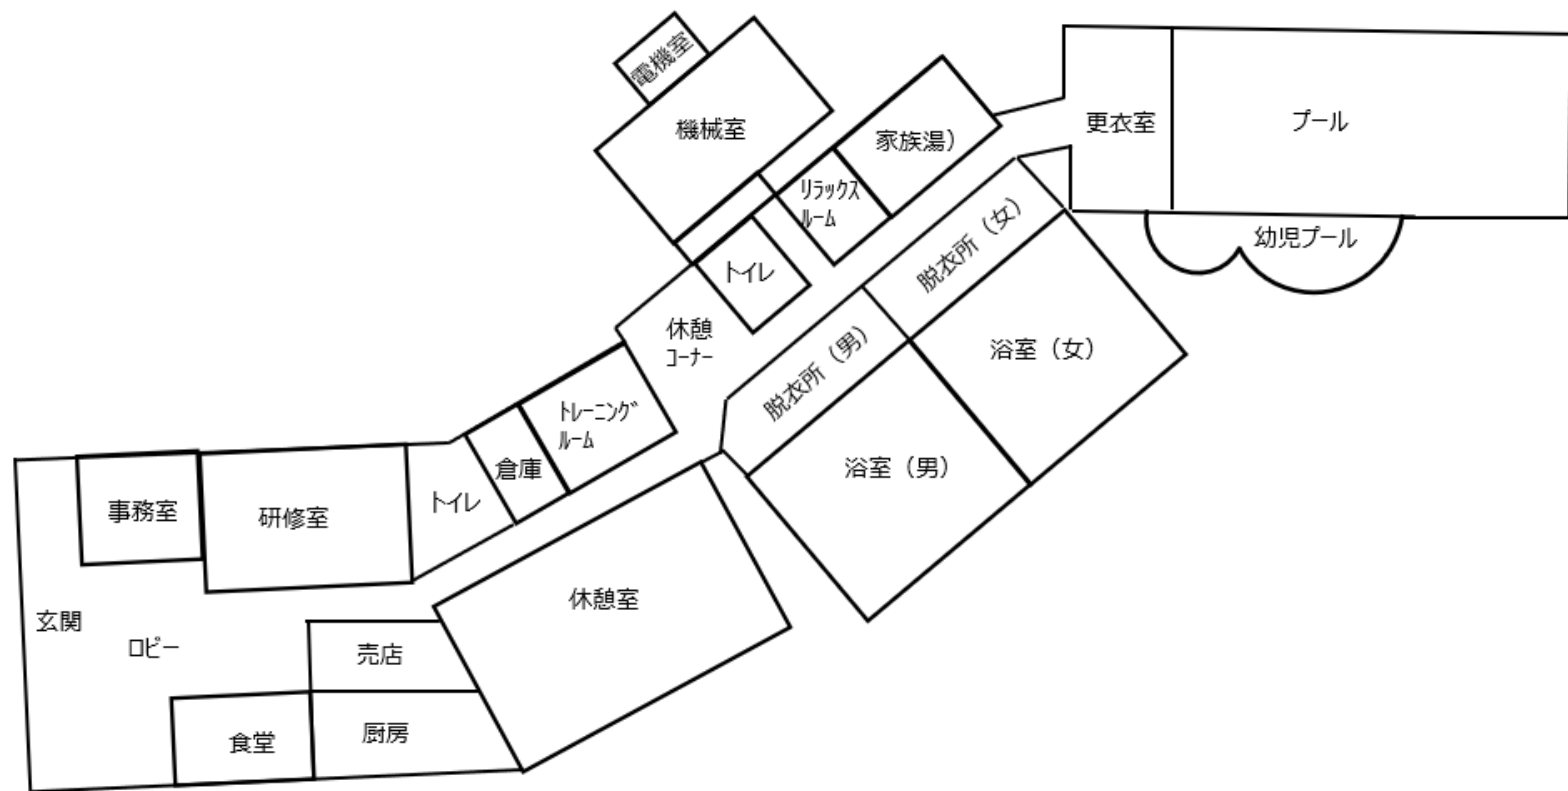 電機室
機械室
家族湯）
更衣室
プール
リラックス
ルーム
脱衣所（女）
幼児プール
トイレ
休憩
コーナー
浴室（女）
脱衣所（男）
トレーニング
ルーム
浴室（男）
倉庫
トイレ
事務室
研修室
休憩室
玄関
ロビー
売店
食堂
厨房